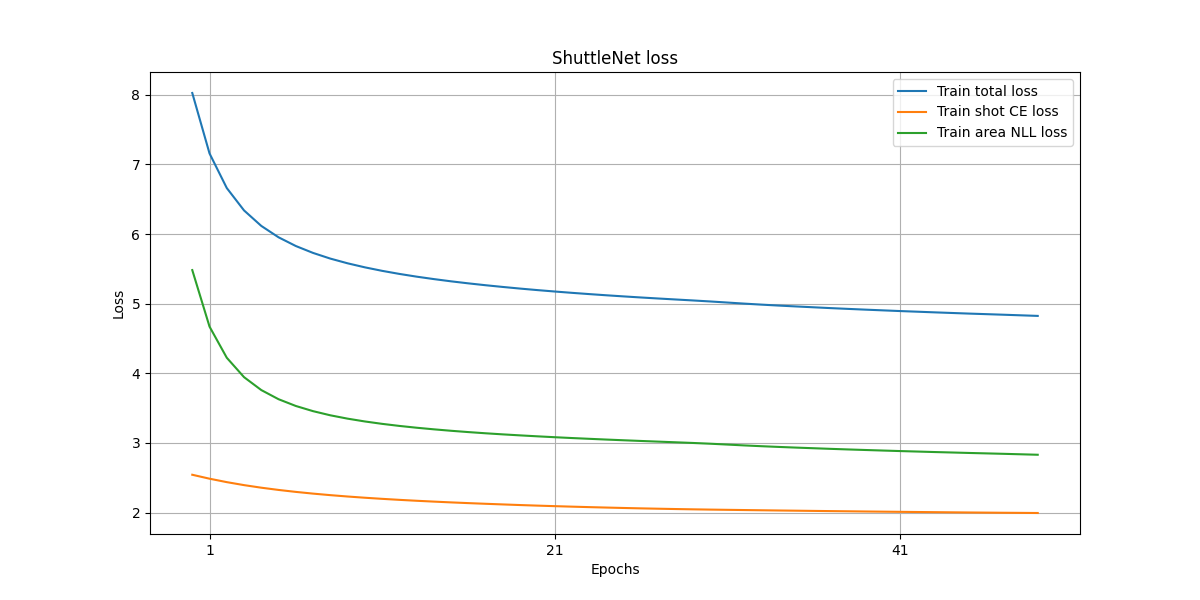 ShuttleNet loss
Train total loss
Train shot CE loss
Train area NLL loss
Loss
8
7
6
5
4
3
2
1 21 41
Epochs